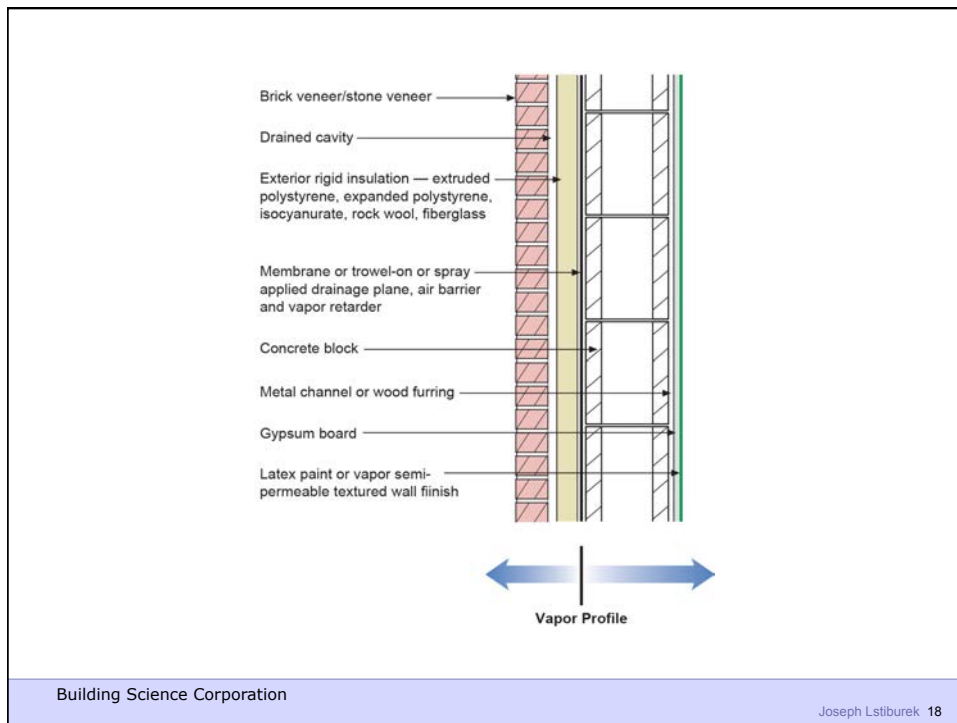 Brick veneer/stone veneer
Drained cavity
Exterior rigid insulation — extruded
polystyrene, expanded polystyrene,
isocyanurate, rock wool, fiberglass
Membrane or trowel-on or spray
applied drainage plane, air barrier
and vapor retarder
Concrete block
Metal channel or wood furring
Gypsum board
Latex paint or vapor semi-
permeable textured wall fiinish
Vapor Profile
Building Science Corporation
Joseph Lstiburek 18